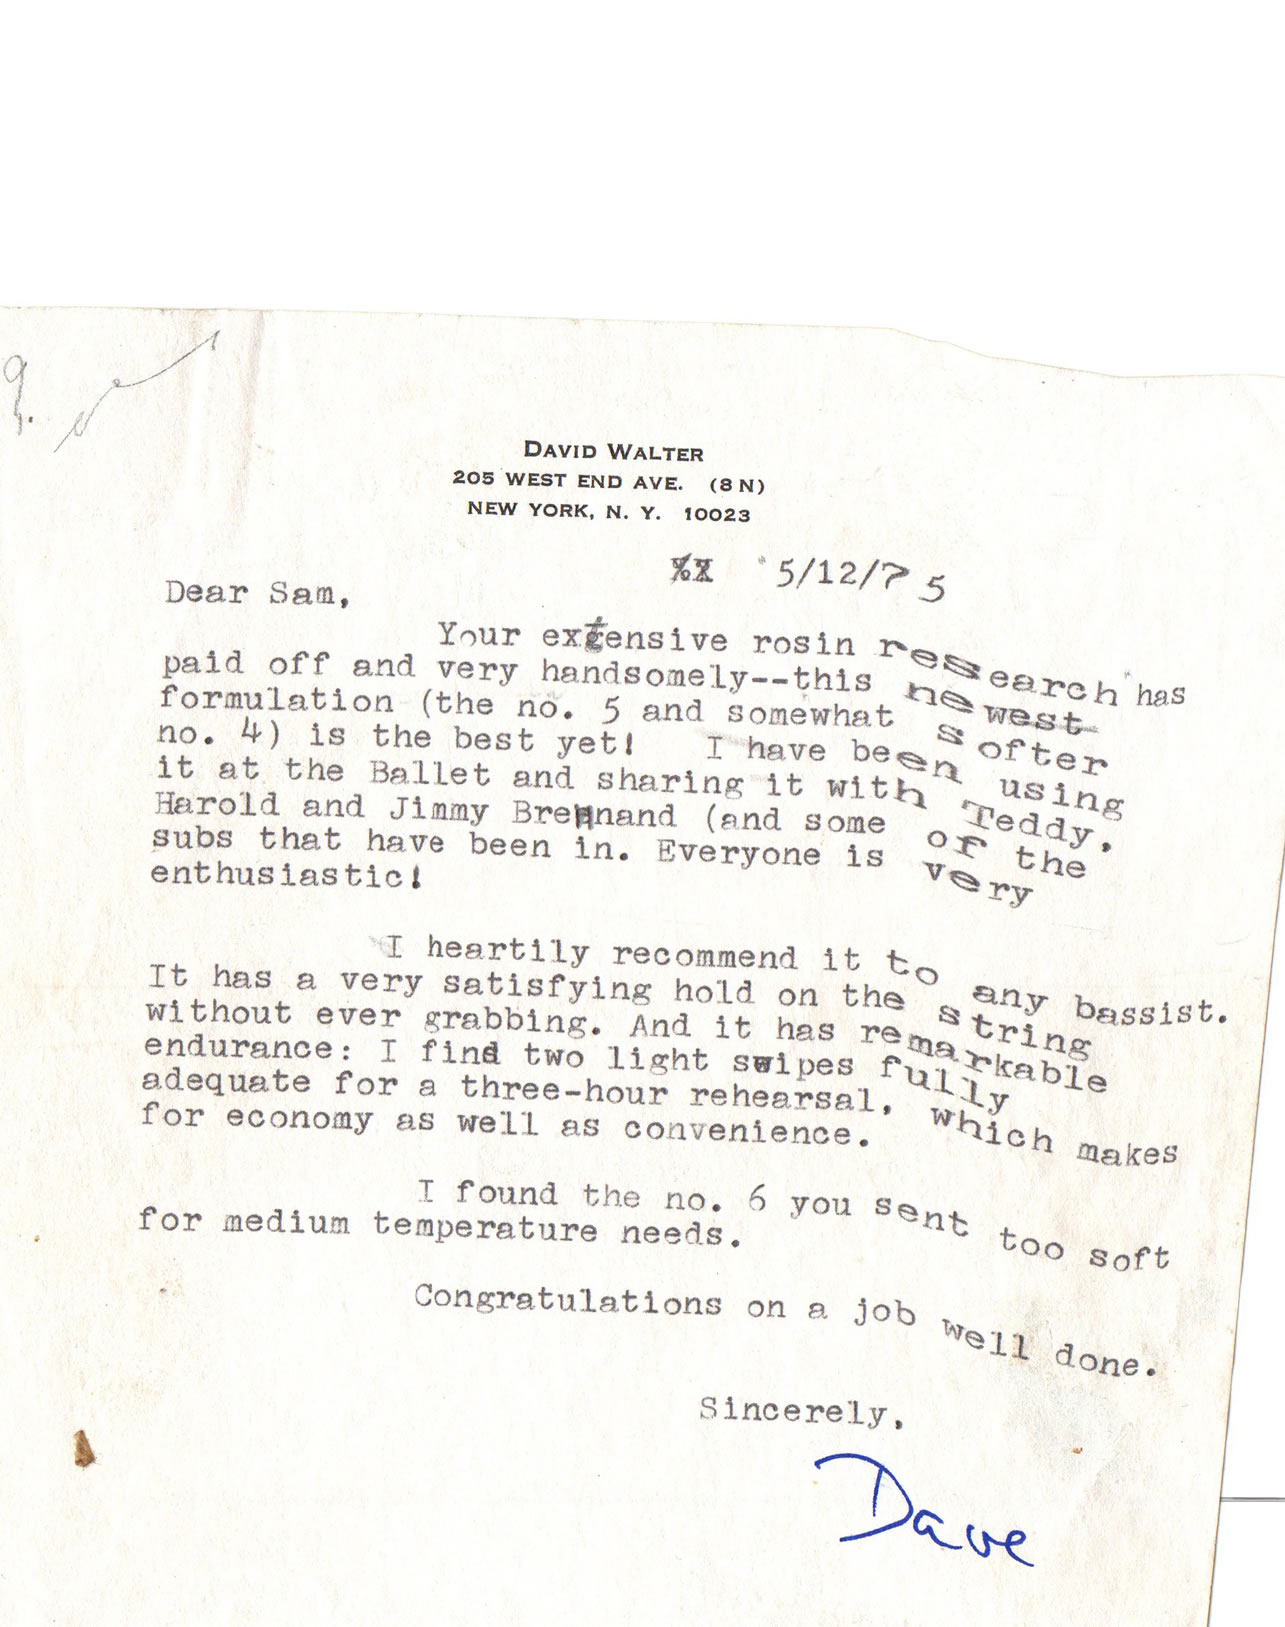 DAVID WALTER
205 WEST END AVE. (8 N)
NEW YORK, N. Y. 10023
5/12/75
Dear Sam,
Your extensive rosin research has
paid off and very handsomely--this newest
formulation (the no. 5 and somewhat softer
no. 4) is the best yet! I have been using
it at the Ballet and sharing it with Teddy,
Harold and Jimmy Brennand (and some of the
subs that have been in. Everyone is very
enthusiastic!
I heartily recommend it to any bassist.
It has a very satisfying hold on the string
without ever grabbing. And it has remarkable
endurance: I find two light swipes fully
adequate for a three-hour rehearsal, which makes
for economy as well as convenience.
I found the no. 6 you sent too soft
for medium temperature needs.
Congratulations on a job well done.
Sincerely,
Dave